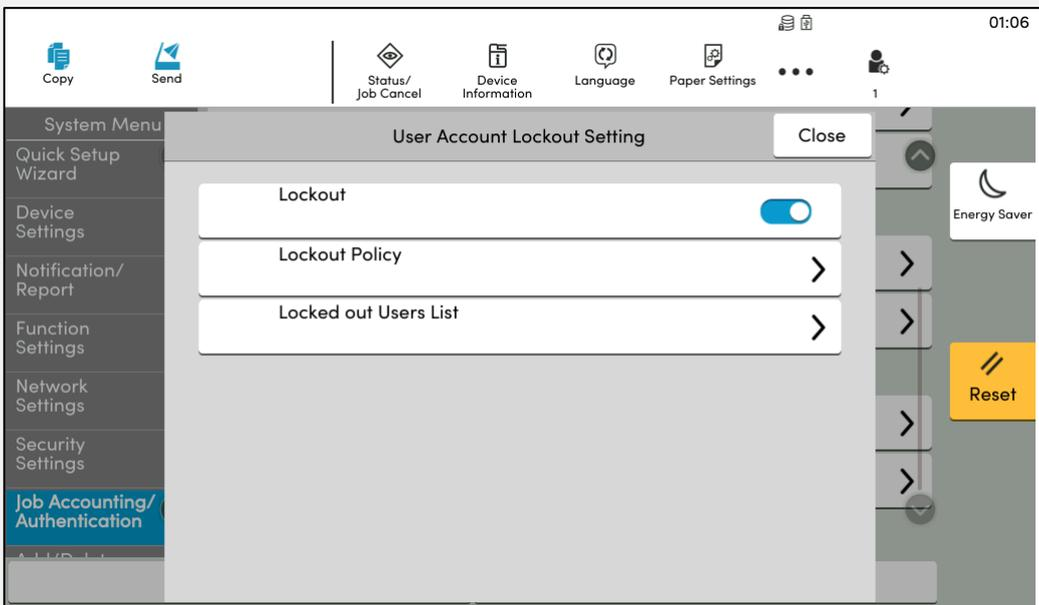 01:06
Copy
Send
Status/
Job Cancel
Device
Information
Language
Paper Settings
1
System Menu
User Account Lockout Setting
Close
Quick Setup
Wizard
Device
Settings
Notification/
Report
Function
Settings
Network
Settings
Security
Settings
Job Accounting/
Authentication
Lockout
Lockout Policy
Locked out Users List
Energy Saver
Reset